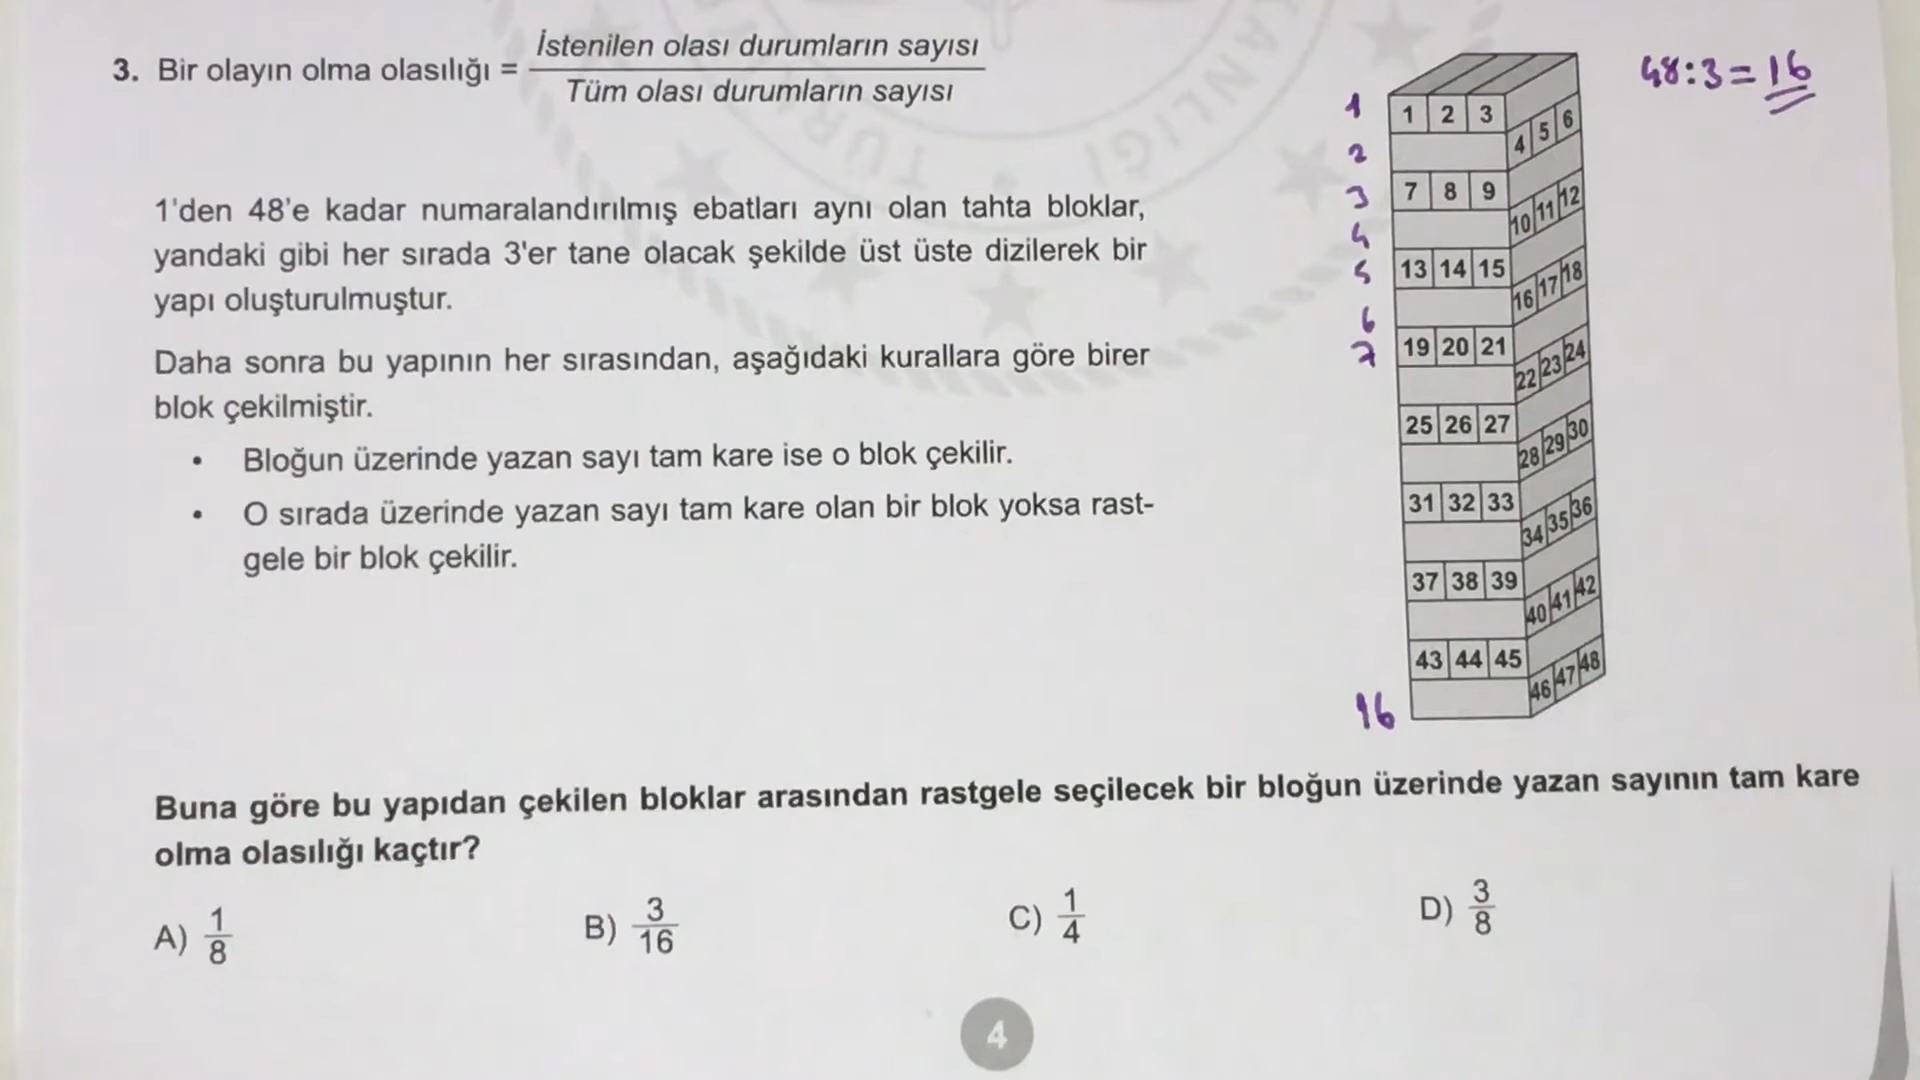 3. Bir olayın olma olasılığı = İstenilen olası durumların sayısı
Tüm olası durumların sayısı
48:3=16
1'den 48'e kadar numaralandırılmış ebatları aynı olan tahta bloklar,
yandaki gibi her sırada 3'er tane olacak şekilde üst üste dizilerek bir
yapı oluşturulmuştur.
Daha sonra bu yapının her sırasından, aşağıdaki kurallara göre birer
blok çekilmiştir.
• Bloğun üzerinde yazan sayı tam kare ise o blok çekilir.
• O sırada üzerinde yazan sayı tam kare olan bir blok yoksa rast-
gele bir blok çekilir.
1 1 2 3
2 4 5 6
3 7 8 9
4 10 11 12
5 13 14 15
6 16 17 18
7 19 20 21
22 23 24
25 26 27
28 29 30
31 32 33
34 35 36
37 38 39
40 41 42
43 44 45
16 46 47 48
Buna göre bu yapıdan çekilen bloklar arasından rastgele seçilecek bir bloğun üzerinde yazan sayının tam kare
olma olasılığı kaçtır?
A) 1/8 B) 3/16 C) 1/4 D) 3/8
4